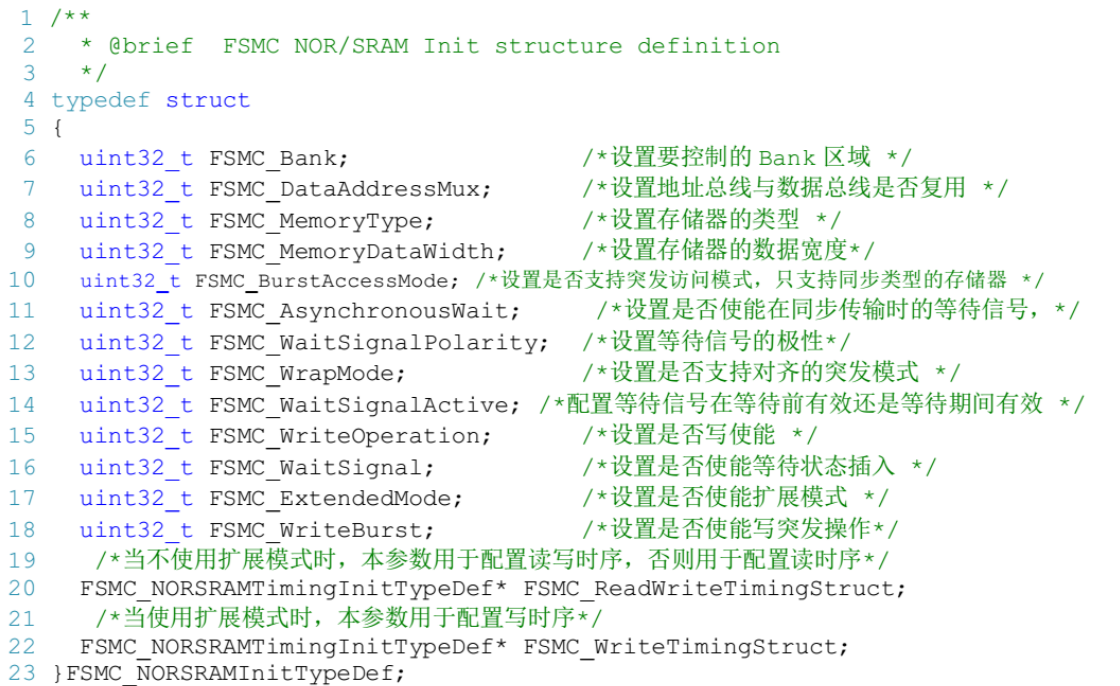 1 /**
2 * @brief FSMC NOR/SRAM Init structure definition
3 */
4 typedef struct
5 {
6 uint32_t FSMC_Bank; /*设置要控制的 Bank 区域 */
7 uint32_t FSMC_DataAddressMux; /*设置地址总线与数据总线是否复用 */
8 uint32_t FSMC_MemoryType; /*设置存储器的类型 */
9 uint32_t FSMC_MemoryDataWidth; /*设置存储器的数据宽度*/
10 uint32_t FSMC_BurstAccessMode; /*设置是否支持突发访问模式，只支持同步类型的存储器 */
11 uint32_t FSMC_AsynchronousWait; /*设置是否使能在同步传输时的等待信号，*/
12 uint32_t FSMC_WaitSignalPolarity; /*设置等待信号的极性*/
13 uint32_t FSMC_WrapMode; /*设置是否支持对齐的突发模式 */
14 uint32_t FSMC_WaitSignalActive; /*配置等待信号在等待前有效还是等待期间有效 */
15 uint32_t FSMC_WriteOperation; /*设置是否写使能 */
16 uint32_t FSMC_WaitSignal; /*设置是否使能等待状态插入 */
17 uint32_t FSMC_ExtendedMode; /*设置是否使能扩展模式 */
18 uint32_t FSMC_WriteBurst; /*设置是否使能写突发操作*/
19 /*当不使用扩展模式时，本参数用于配置读写时序，否则用于配置读时序*/
20 FSMC_NORSRAMTimingInitTypeDef* FSMC_ReadWriteTimingStruct;
21 /*当使用扩展模式时，本参数用于配置写时序*/
22 FSMC_NORSRAMTimingInitTypeDef* FSMC_WriteTimingStruct;
23 }FSMC_NORSRAMInitTypeDef;